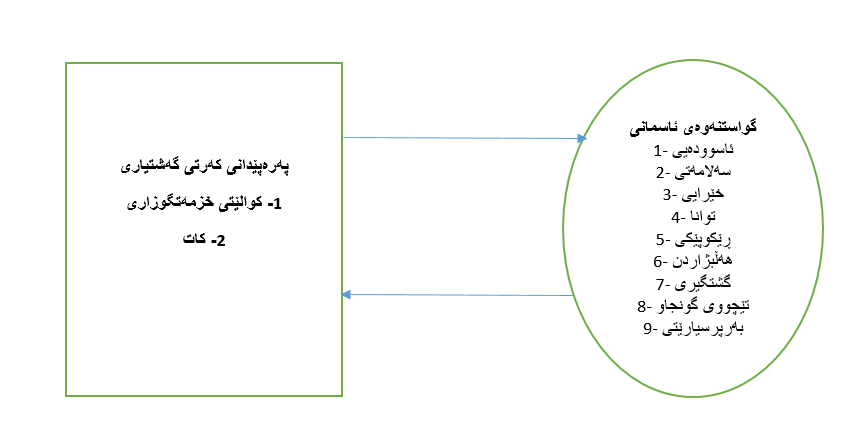 گواستنەوەی ئاسمانی
1- ئاسوودەیی
2- سەلامەتی
3- خێرایی
4- توانا
5- ڕێکوپێکی
6- هەڵبژاردن
7- گشتگیری
8- تێچووی گونجاو
9- بەرپرسیارێتی
پەرەپێدانی کەرتی گەشتیاری
1- کوالێتی خزمەتگوزاری
2- کات